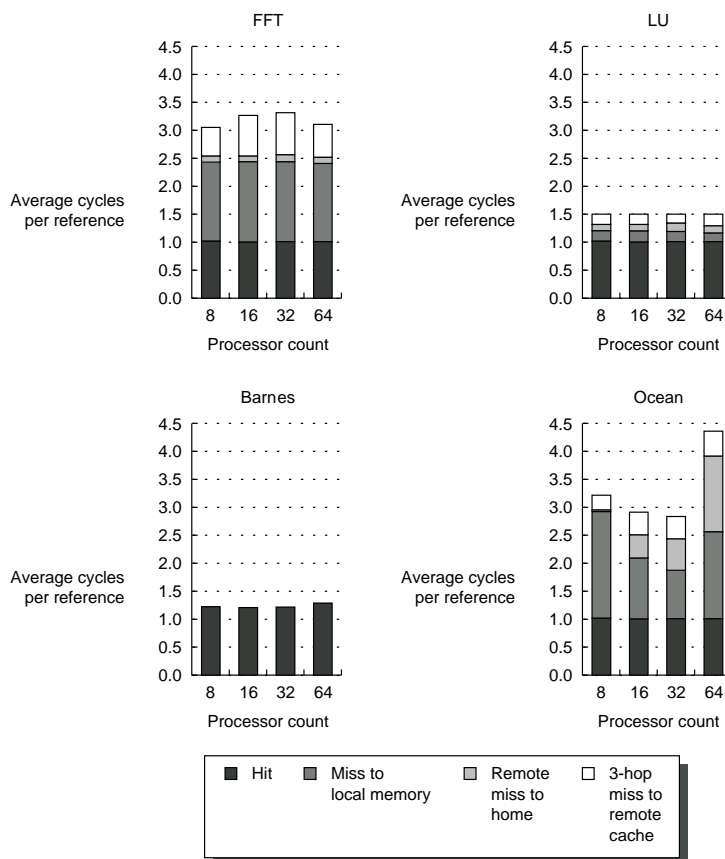 FFT
4.5
4.0
3.5
3.0
2.5
2.0
1.5
1.0
0.5
0.0
Average cycles
per reference
8 16 32 64
Processor count
LU
4.5
4.0
3.5
3.0
2.5
2.0
1.5
1.0
0.5
0.0
Average cycles
per reference
8 16 32 64
Processor count
Barnes
4.5
4.0
3.5
3.0
2.5
2.0
1.5
1.0
0.5
0.0
Average cycles
per reference
8 16 32 64
Processor count
Ocean
4.5
4.0
3.5
3.0
2.5
2.0
1.5
1.0
0.5
0.0
Average cycles
per reference
8 16 32 64
Processor count
Hit
Miss to
local memory
Remote
miss to
home
3-hop
miss to
remote
cache